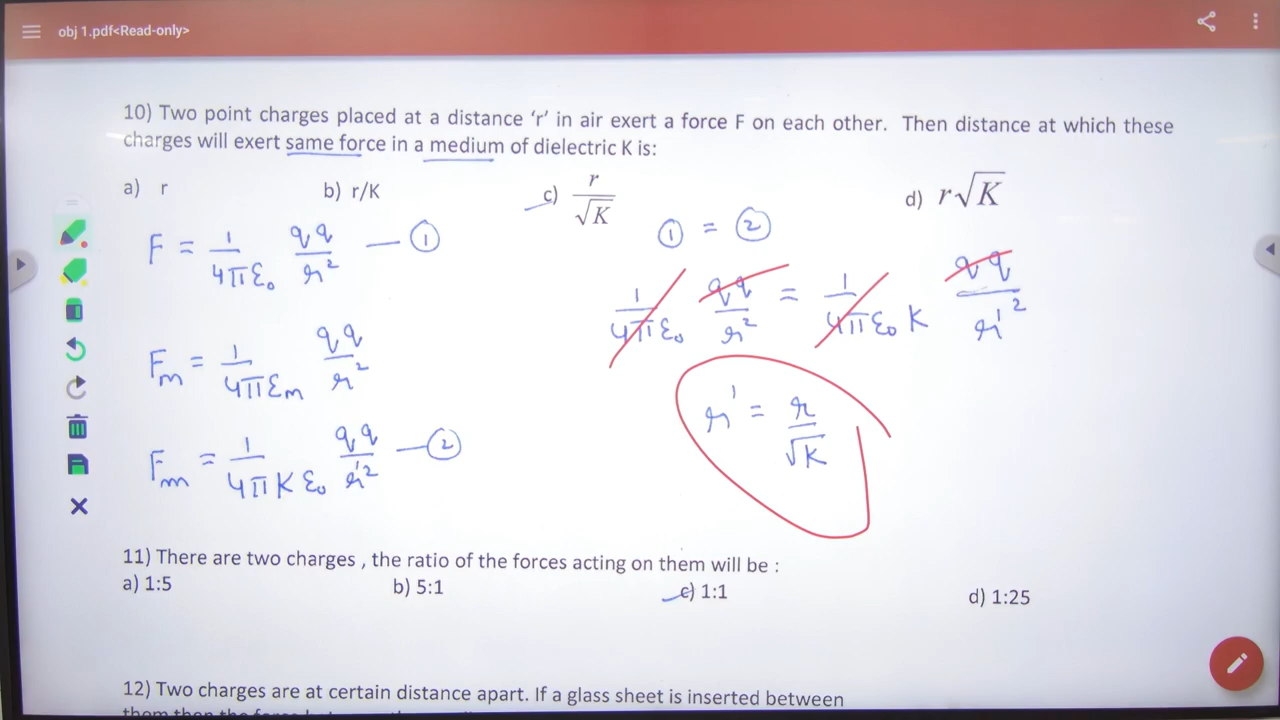 obj 1.pdf<Read-only>
10) Two point charges placed at a distance ‘r’ in air exert a force F on each other. Then distance at which these
charges will exert same force in a medium of dielectric K is:
a) r b) r/K c) r/√K d) r√K
F = 1/4πε₀ qq/r² — ①
① = ②
1/4πε₀ qq/r² = 1/4πε₀K qq/r'²
Fm = 1/4πεm qq/r²
r' = r/√K
Fm = 1/4πKε₀ qq/r'² — ②
11) There are two charges , the ratio of the forces acting on them will be :
a) 1:5 b) 5:1 c) 1:1 d) 1:25
12) Two charges are at certain distance apart. If a glass sheet is inserted between